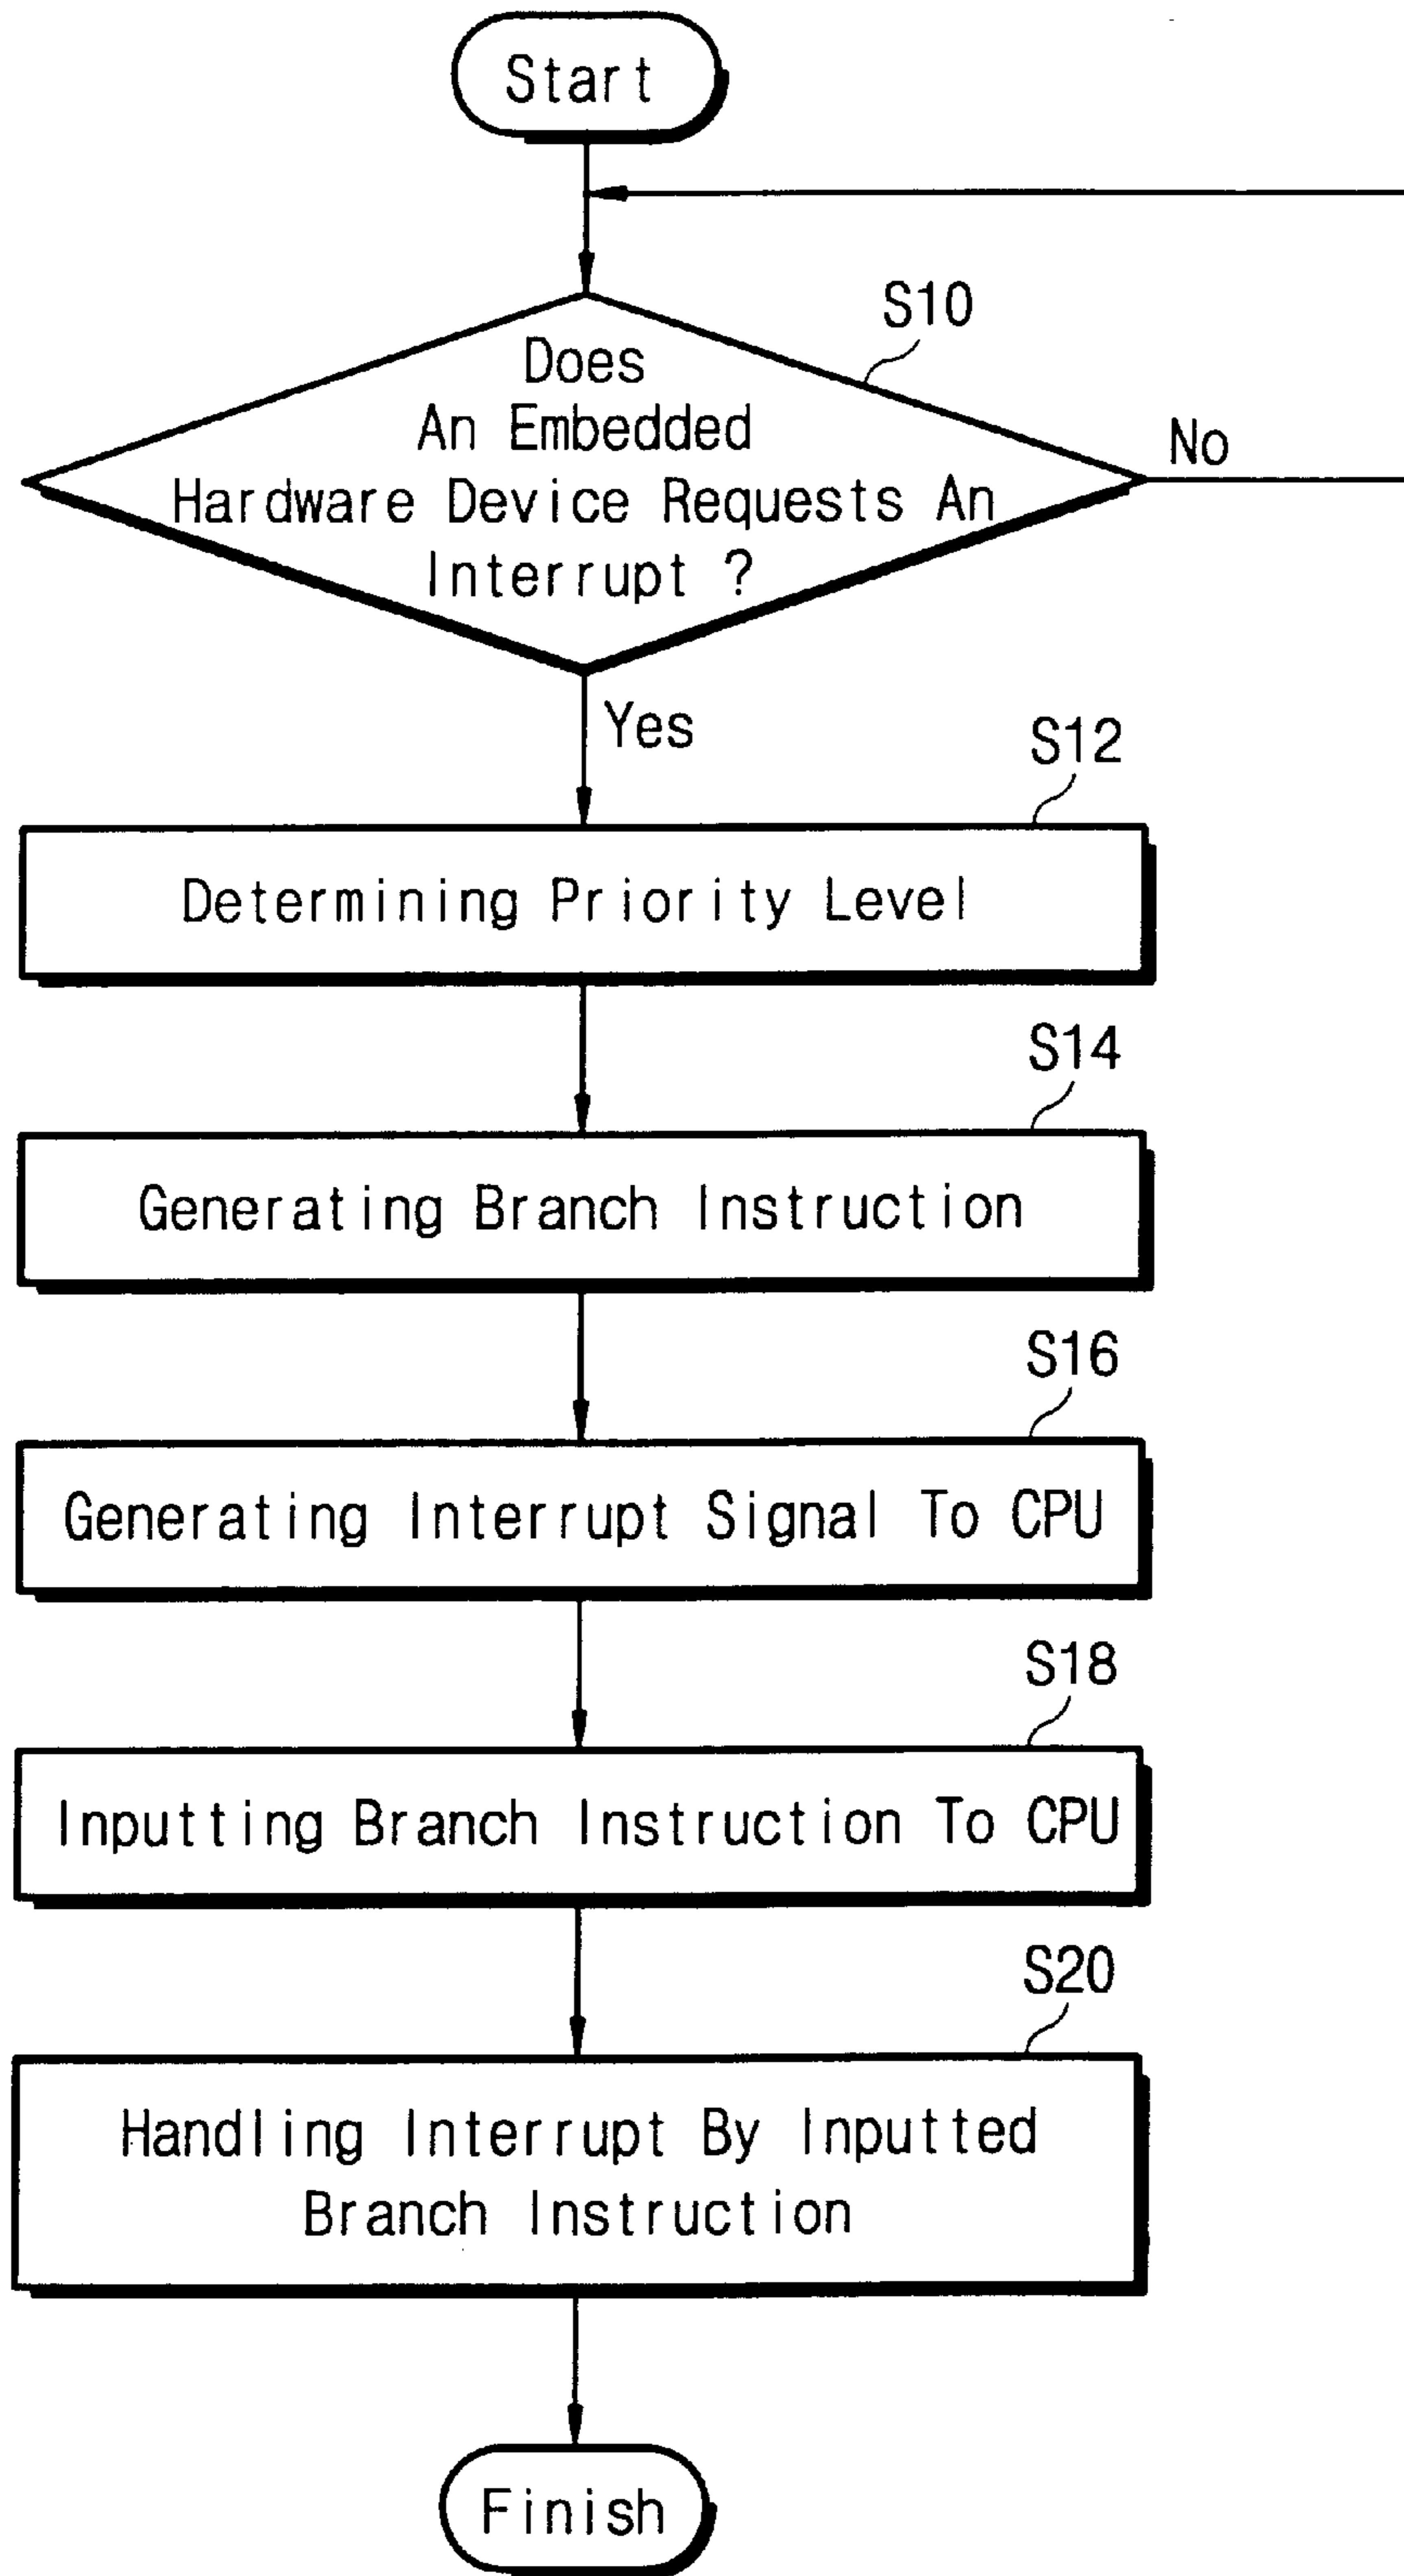 Start
S10
Does
An Embedded
Hardware Device Requests An
Interrupt ?
No
Yes
S12
Determining Priority Level
S14
Generating Branch Instruction
S16
Generating Interrupt Signal To CPU
S18
Inputting Branch Instruction To CPU
S20
Handling Interrupt By Inputted
Branch Instruction
Finish